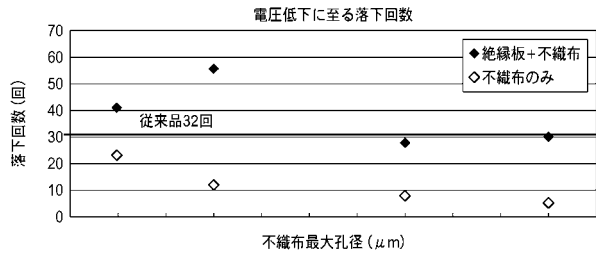 電圧低下に至る落下回数
70
60
50
40
30
20
10
0
落下回数(回)
従来品32回
◆ 絶縁板+不織布
◇ 不織布のみ
不織布最大孔径(μm)